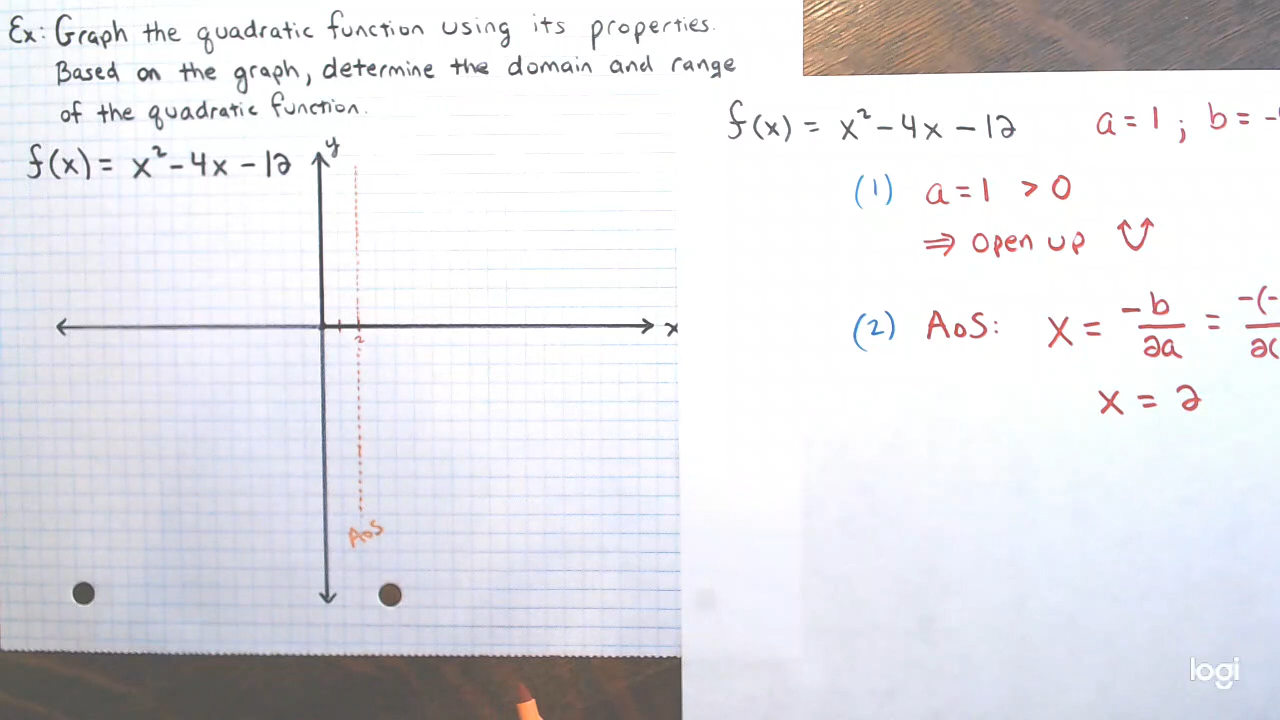 Ex: Graph the quadratic function using its properties.
Based on the graph, determine the domain and range
of the quadratic function.
f(x) = x² - 4x - 12
y
x
2
AoS
f(x) = x² - 4x - 12 a = 1 ; b = -
(1) a = 1 > 0
⇒ Open up
(2) AoS: x = -b/2a = -(-/2(
x = 2
logi